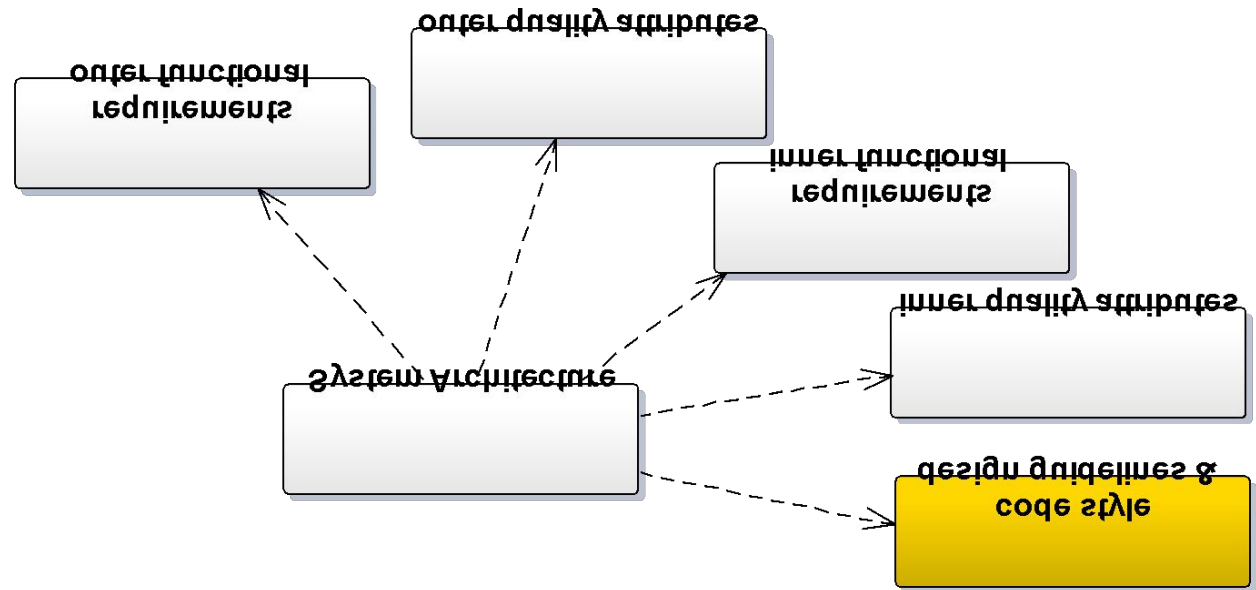 outer quality attributes
outer functional
requirements
inner functional
requirements
inner quality attributes
System Architecture
design guidelines &
code style